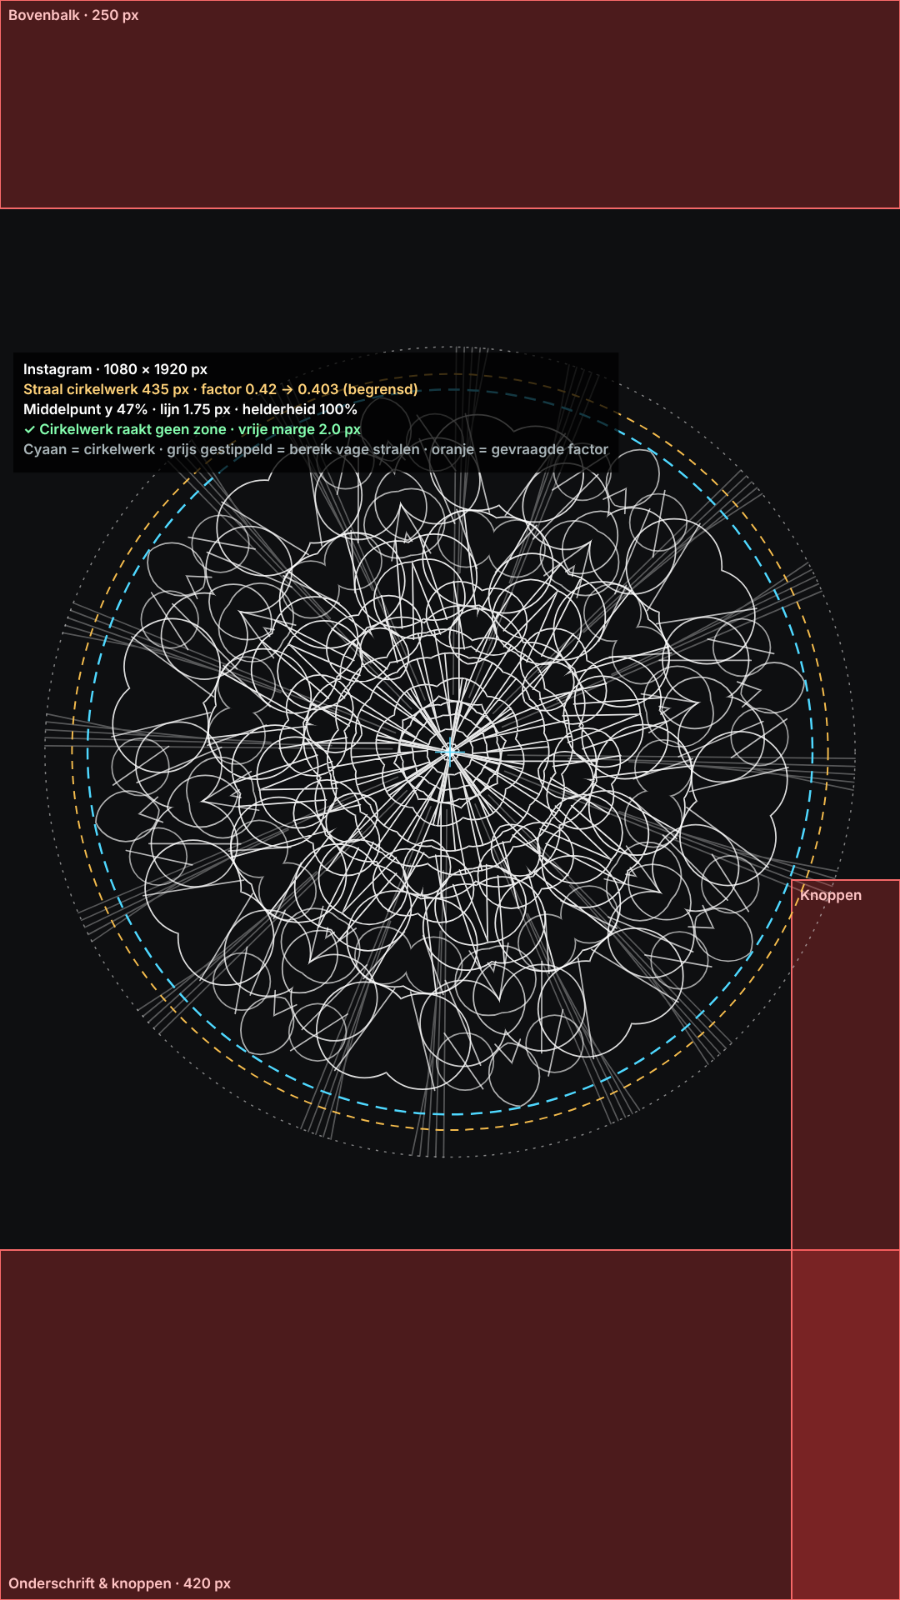 Bovenbalk · 250 px
Instagram · 1080 × 1920 px
Straal cirkelwerk 435 px · factor 0.42 → 0.403 (begrensd)
Middelpunt y 47% · lijn 1.75 px · helderheid 100%
✓ Cirkelwerk raakt geen zone · vrije marge 2.0 px
Cyaan = cirkelwerk · grijs gestippeld = bereik vage stralen · oranje = gevraagde factor
Knoppen
Onderschrift & knoppen · 420 px